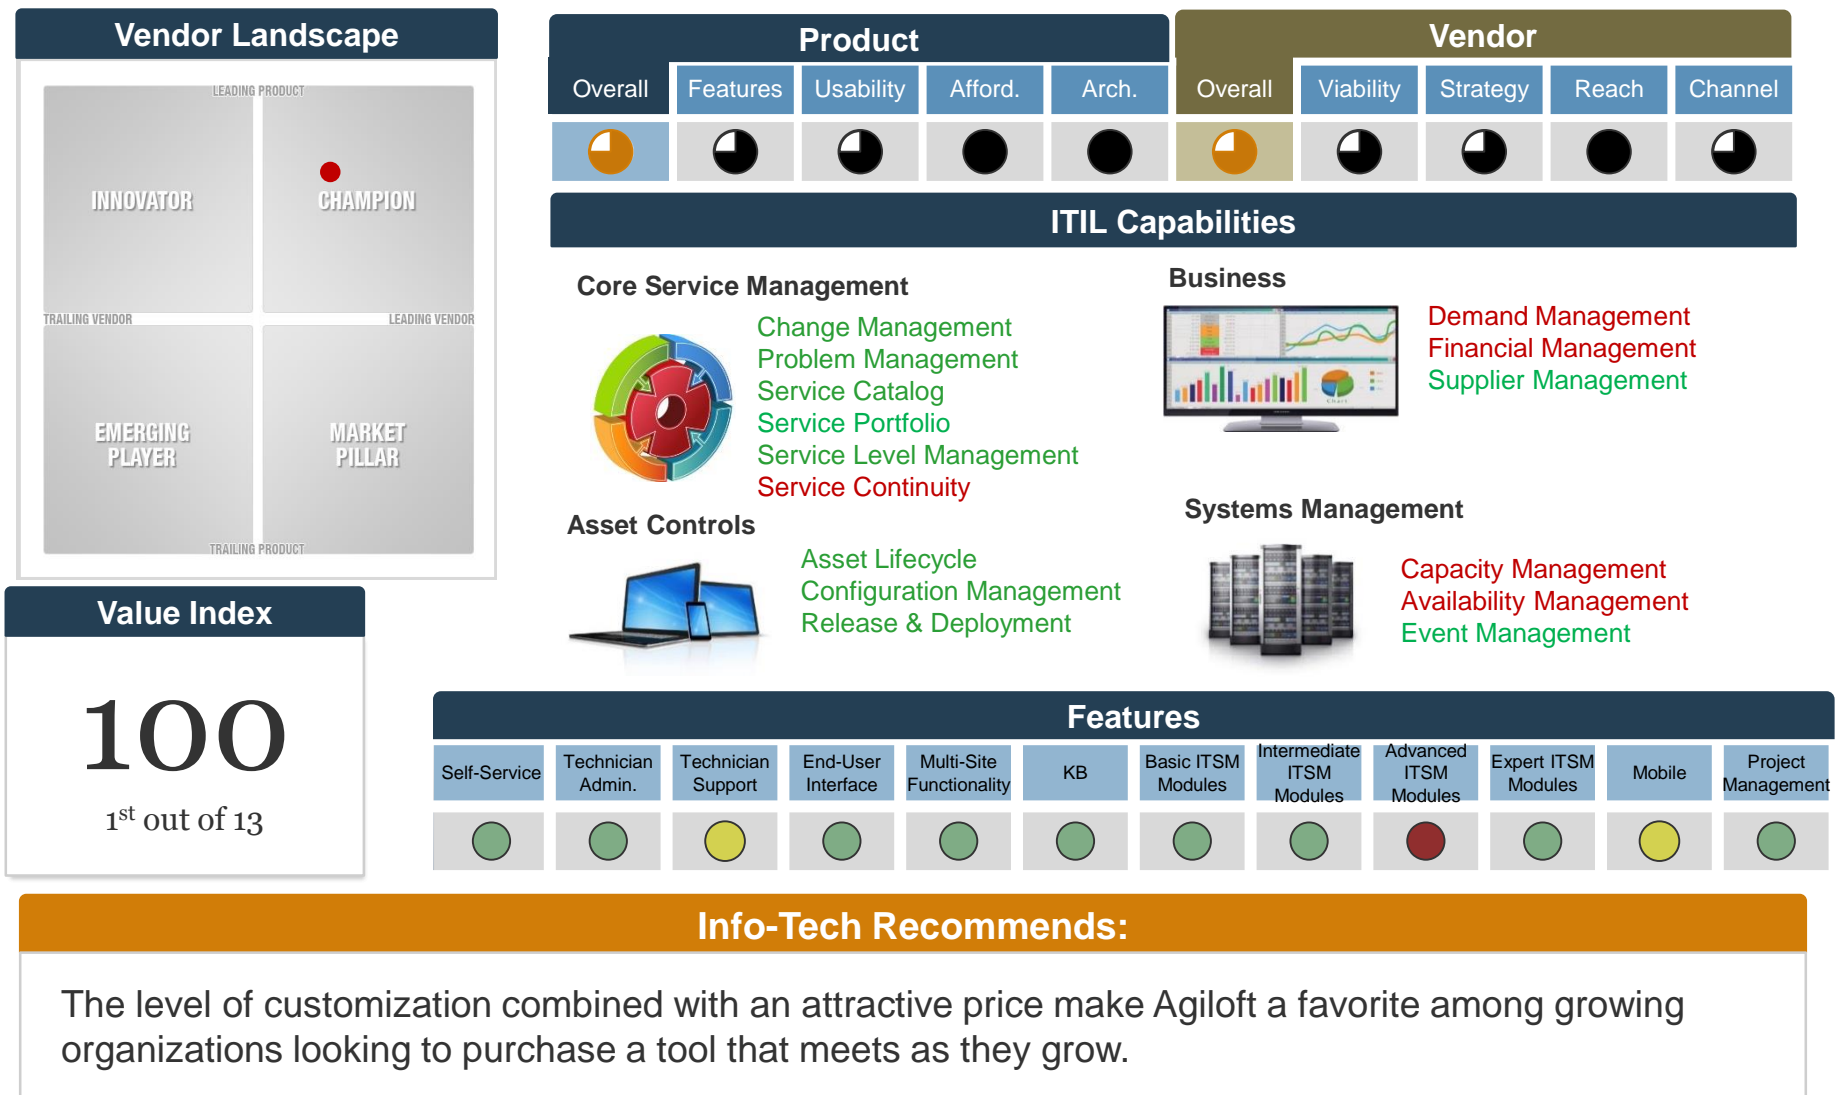 Vendor Landscape
LEADING PRODUCT
INNOVATOR
CHAMPION
TRAILING VENDOR
LEADING VENDOR
EMERGING
PLAYER
MARKET
PILLAR
TRAILING PRODUCT
Product
Vendor
Overall
Features
Usability
Afford.
Arch.
Overall
Viability
Strategy
Reach
Channel
ITIL Capabilities
Core Service Management
Change Management
Problem Management
Service Catalog
Service Portfolio
Service Level Management
Service Continuity
Business
Chart
Demand Management
Financial Management
Supplier Management
Asset Controls
Asset Lifecycle
Configuration Management
Release & Deployment
Systems Management
Capacity Management
Availability Management
Event Management
Value Index
100
1st out of 13
Features
Self-Service
Technician
Admin.
Technician
Support
End-User
Interface
Multi-Site
Functionality
KB
Basic ITSM
Modules
Intermediate
ITSM
Modules
Advanced
ITSM
Modules
Expert ITSM
Modules
Mobile
Project
Management
Info-Tech Recommends:
The level of customization combined with an attractive price make Agiloft a favorite among growing
organizations looking to purchase a tool that meets as they grow.